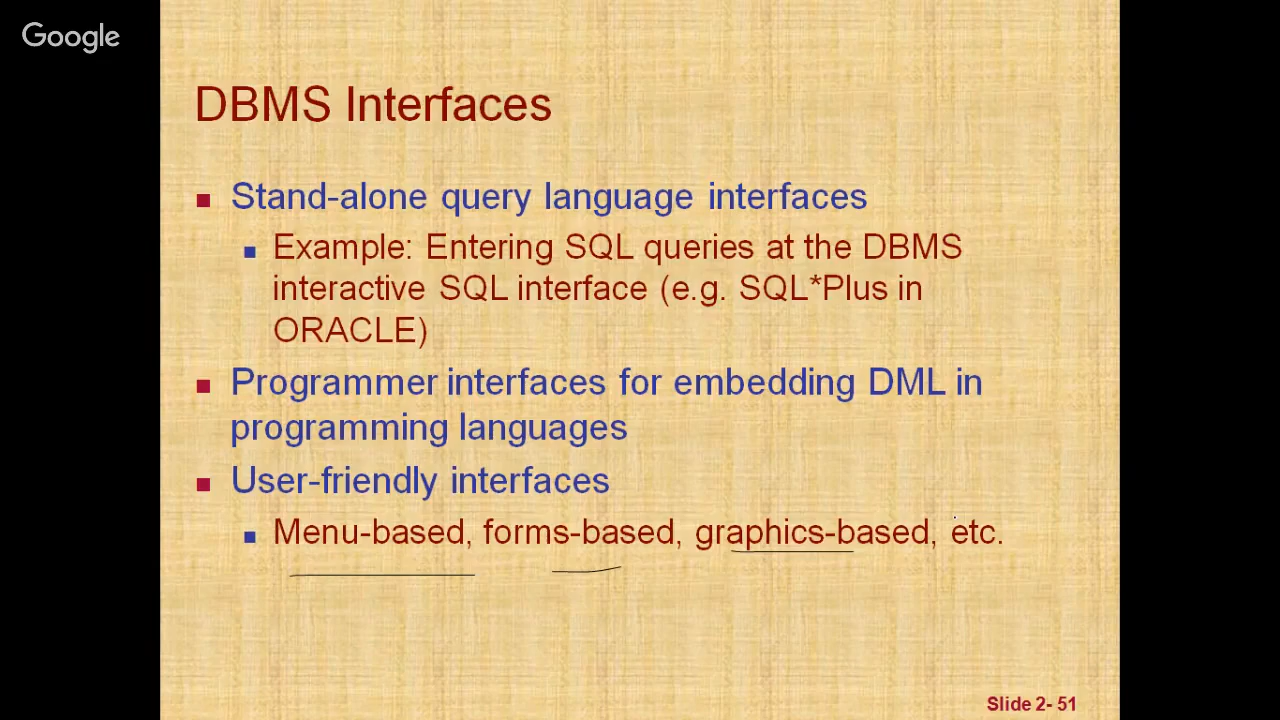 Google
DBMS Interfaces
Stand-alone query language interfaces
Example: Entering SQL queries at the DBMS
interactive SQL interface (e.g. SQL*Plus in
ORACLE)
Programmer interfaces for embedding DML in
programming languages
User-friendly interfaces
Menu-based, forms-based, graphics-based, etc.
Slide 2- 51